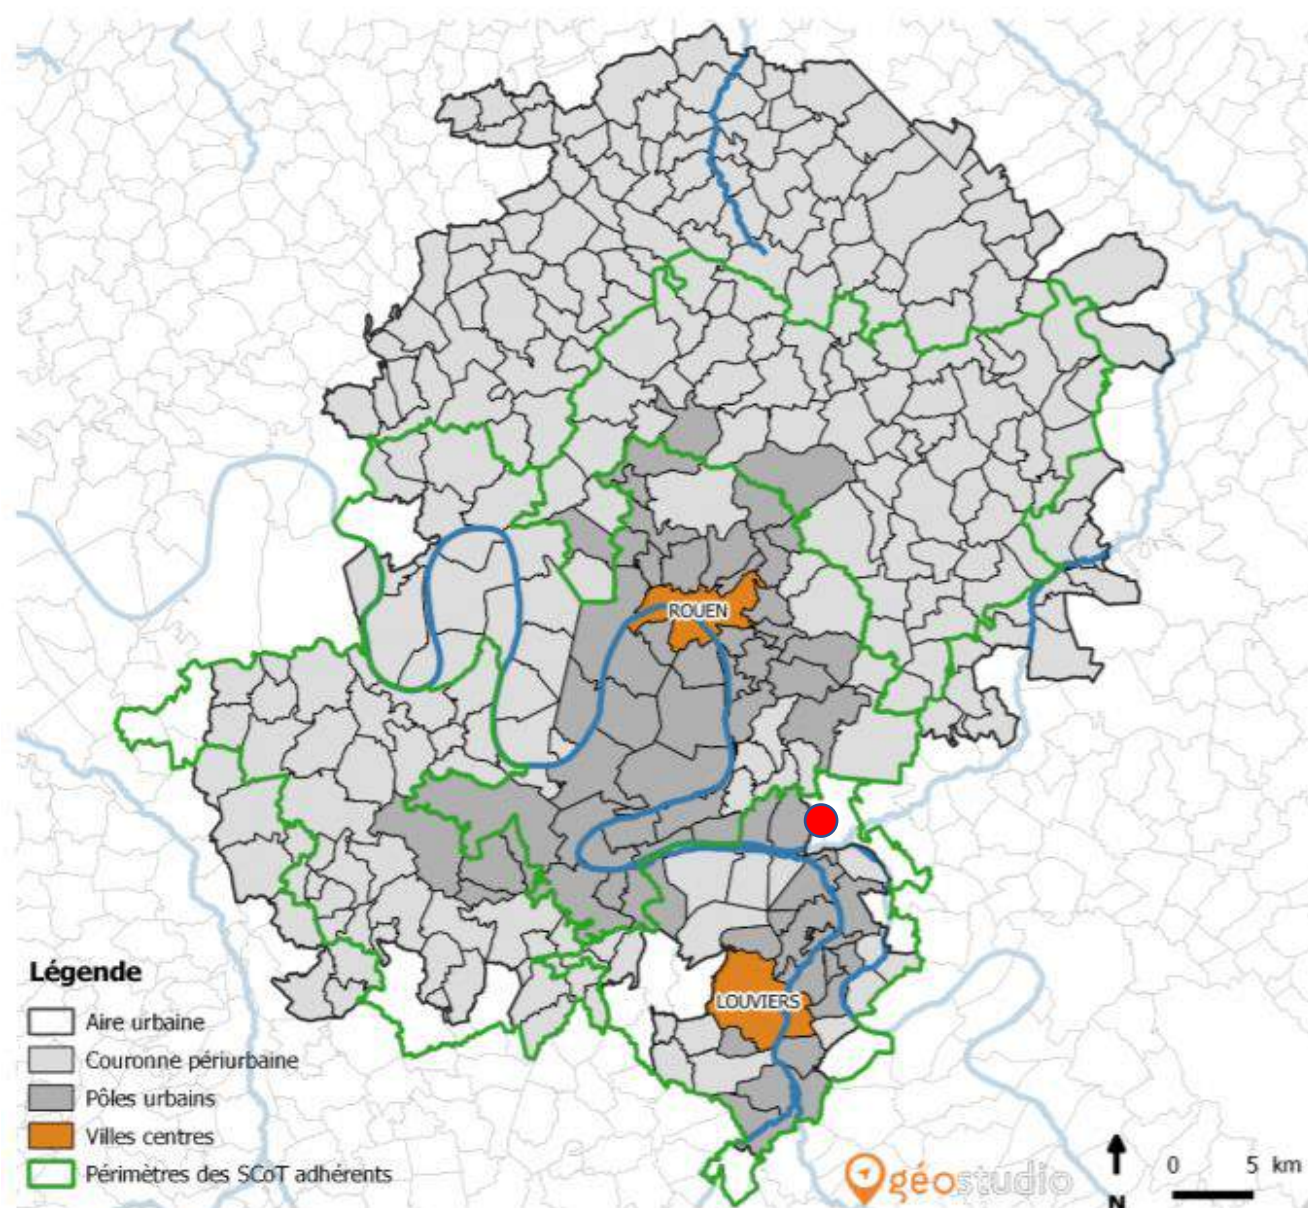 ROUEN
LOUVIERS
Légende
Aire urbaine
Couronne périurbaine
Pôles urbains
Villes centres
Périmètres des SCoT adhérents
géostudio
N
0 5 km